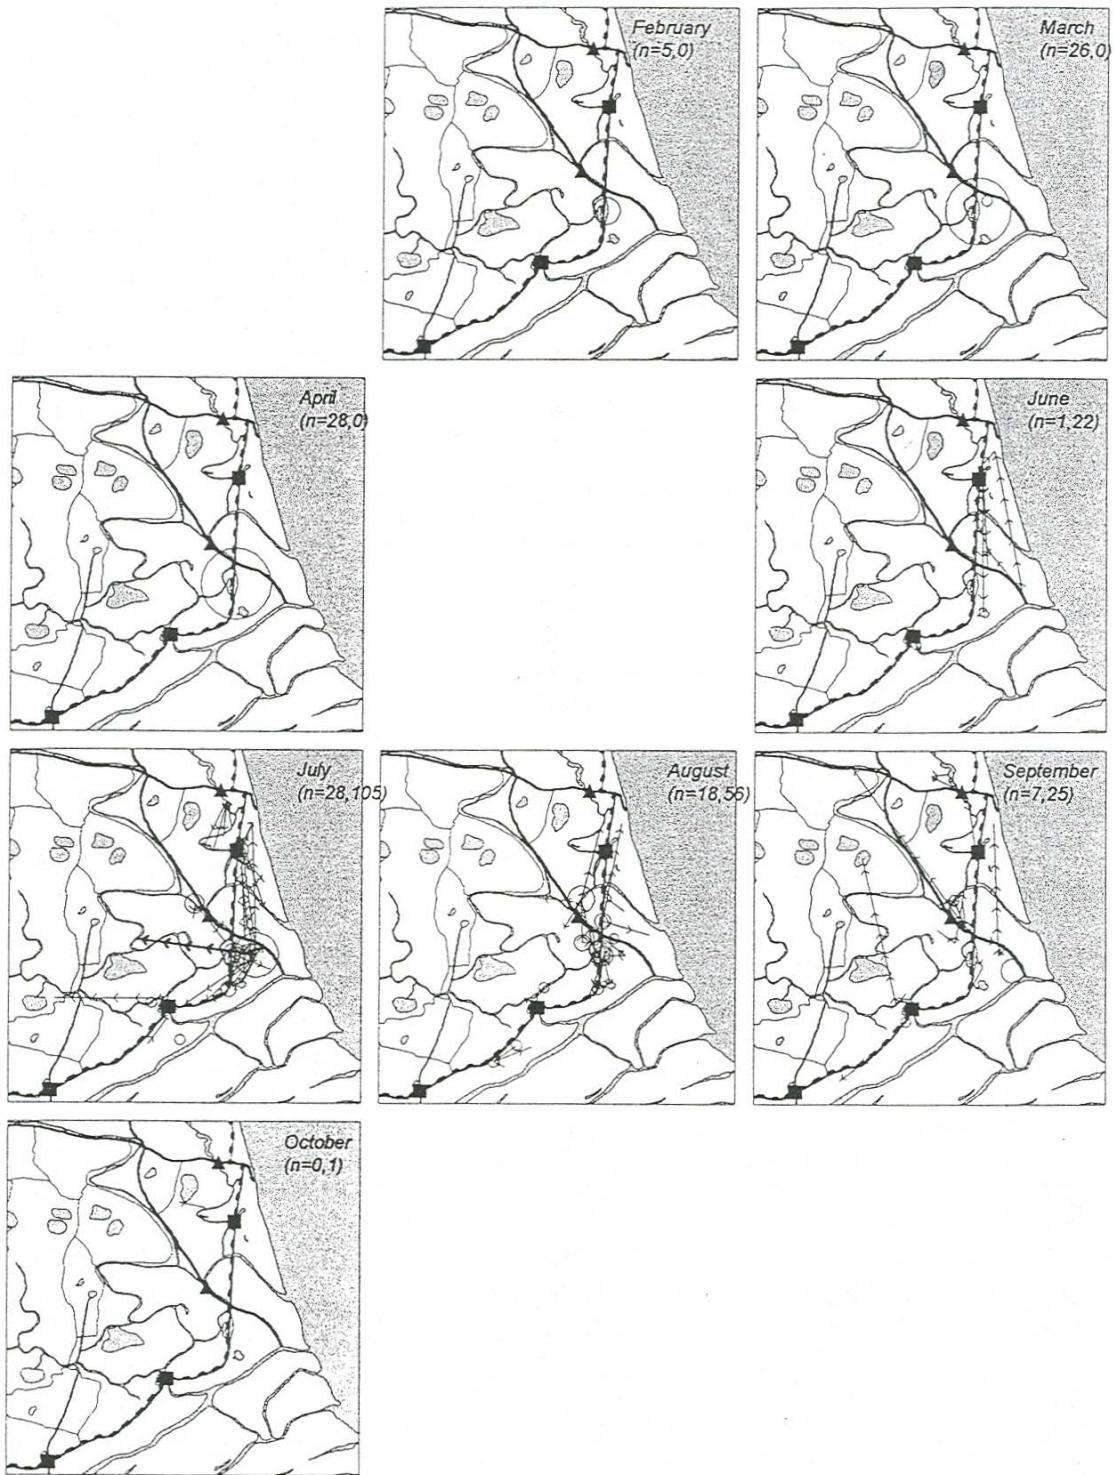 February
(n=5,0)
March
(n=26,0)
April
(n=28,0)
June
(n=1,22)
July
(n=28,105)
August
(n=18,56)
September
(n=7,25)
October
(n=0,1)